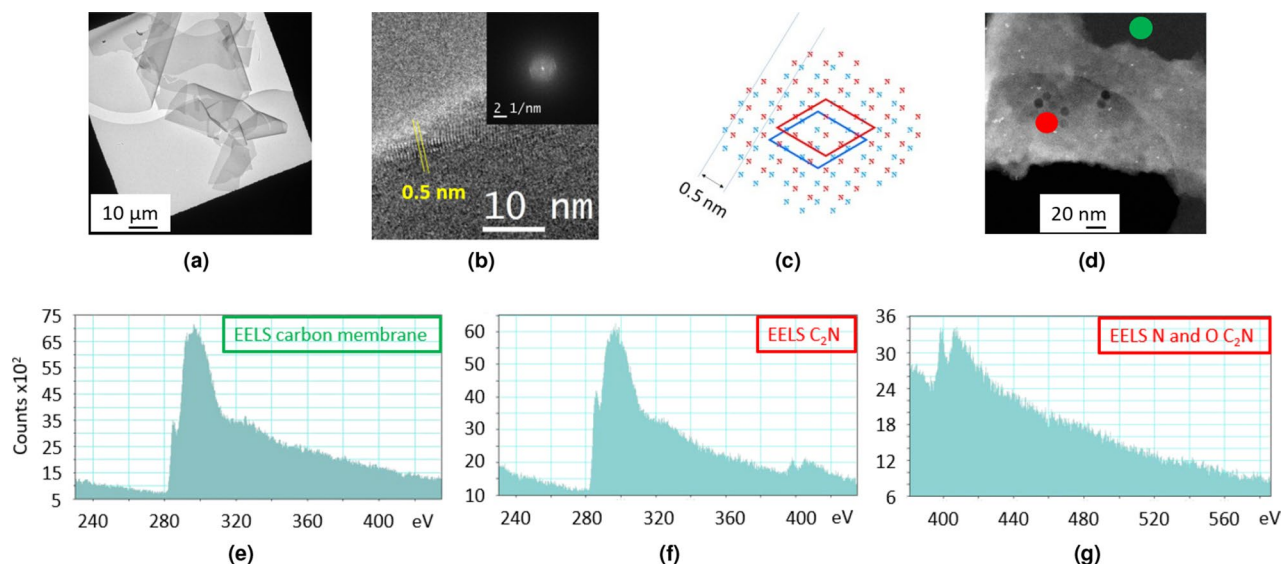 10 µm
(a)
2 1/nm
0.5 nm
10 nm
(b)
N N N N N N N N N N N N N N N N N N N N N N N N N N N N N N N N N N N N
0.5 nm
(c)
20 nm
(d)
EELS carbon membrane
Counts x10²
75
65
55
45
35
25
15
5
240 280 320 360 400 eV
(e)
EELS C₂N
60
50
40
30
20
10
240 280 320 360 400 eV
(f)
EELS N and O C₂N
36
30
24
18
12
6
400 440 480 520 560 eV
(g)